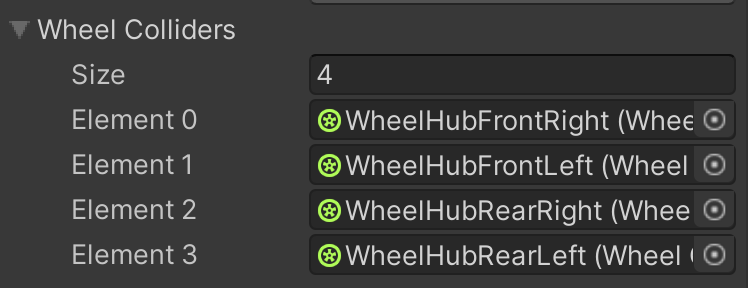 Wheel Colliders
Size 4
Element 0 WheelHubFrontRight (Whee
Element 1 WheelHubFrontLeft (Wheel
Element 2 WheelHubRearRight (Whee
Element 3 WheelHubRearLeft (Wheel